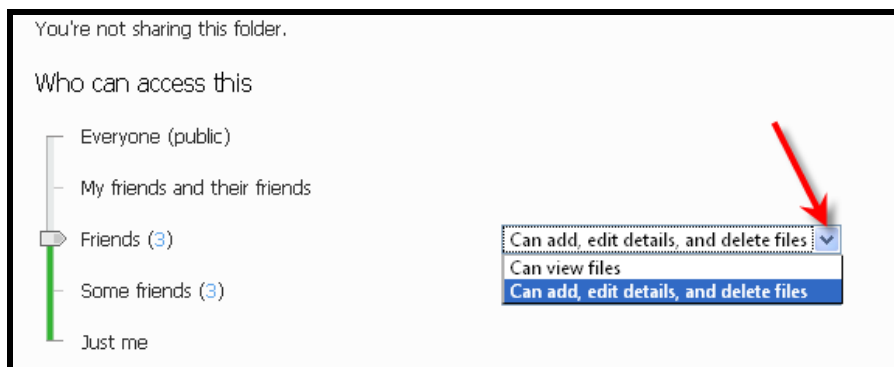 You're not sharing this folder.
Who can access this
Everyone (public)
My friends and their friends
Friends (3)
Can add, edit details, and delete files
Can view files
Can add, edit details, and delete files
Some friends (3)
Just me